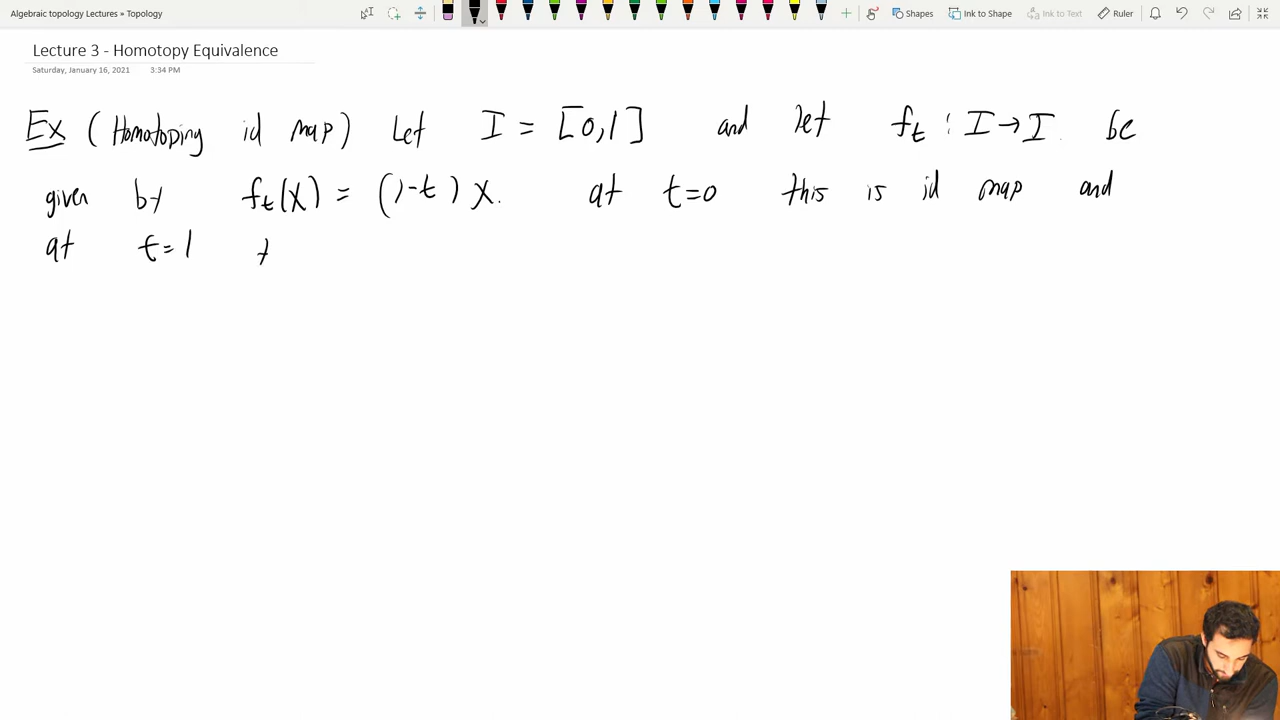 Algebraic topology Lectures » Topology
Shapes Ink to Shape Ink to Text Ruler
Lecture 3 - Homotopy Equivalence
Saturday, January 16, 2021 3:34 PM
Ex (Homotoping id map) Let I = [0,1] and let fₜ : I → I be
given by fₜ(x) = (1-t) x. at t=0 this is id map and
at t=1 t